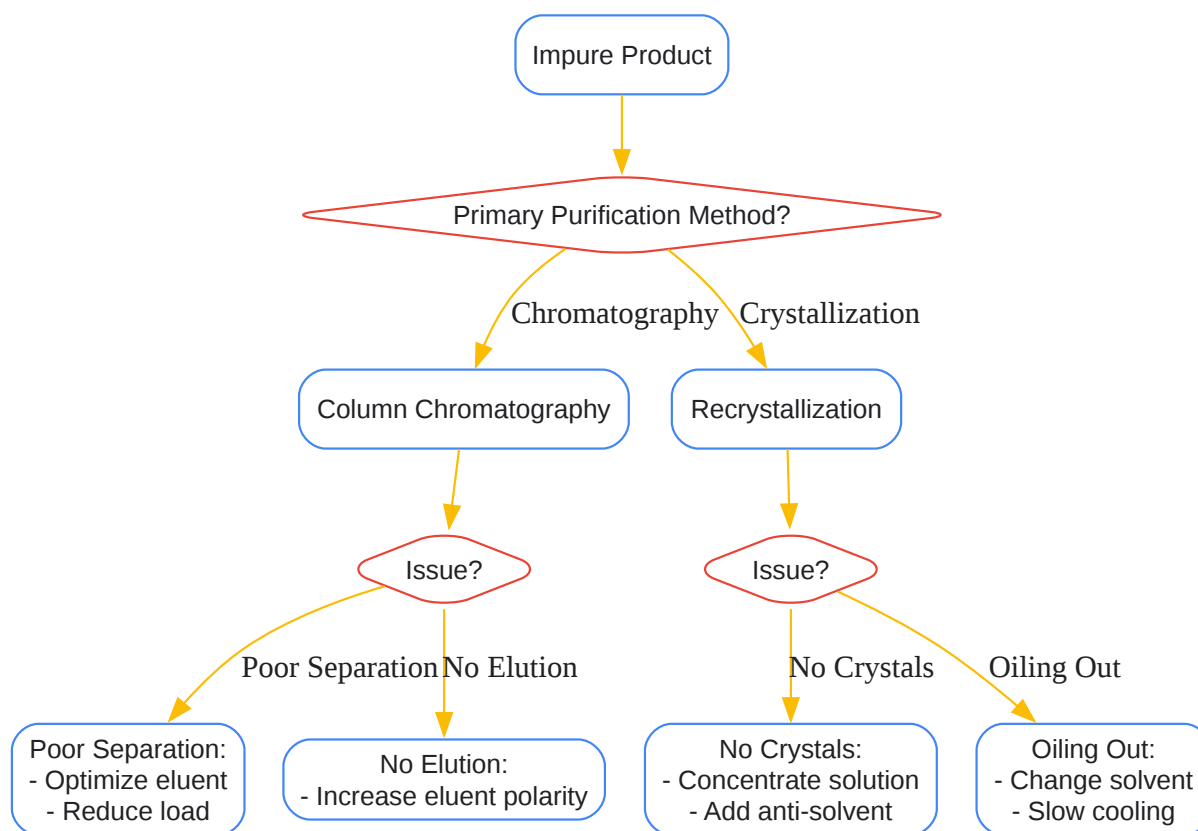 Impure Product
Primary Purification Method?
Chromatography
Crystallization
Column Chromatography
Recrystallization
Issue?
Issue?
Poor Separation
No Elution
No Crystals
Oiling Out
Poor Separation:
- Optimize eluent
- Reduce load
No Elution:
- Increase eluent polarity
No Crystals:
- Concentrate solution
- Add anti-solvent
Oiling Out:
- Change solvent
- Slow cooling